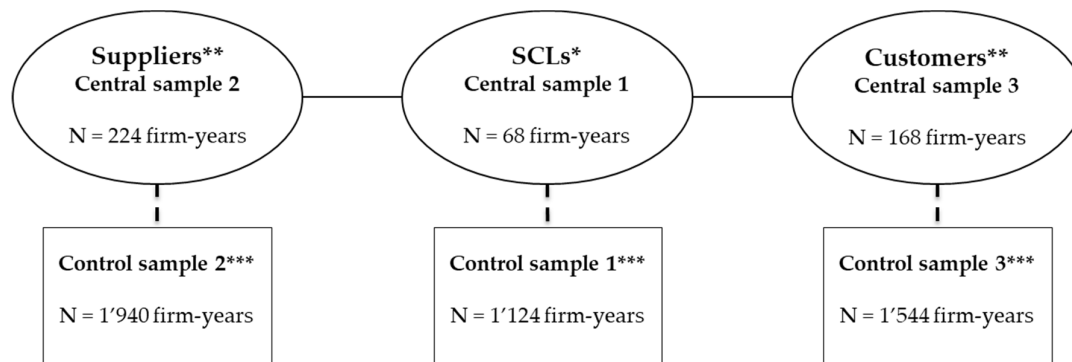 Suppliers**
Central sample 2
N = 224 firm-years
SCLs*
Central sample 1
N = 68 firm-years
Customers**
Central sample 3
N = 168 firm-years
Control sample 2***
N = 1’940 firm-years
Control sample 1***
N = 1’124 firm-years
Control sample 3***
N = 1’544 firm-years